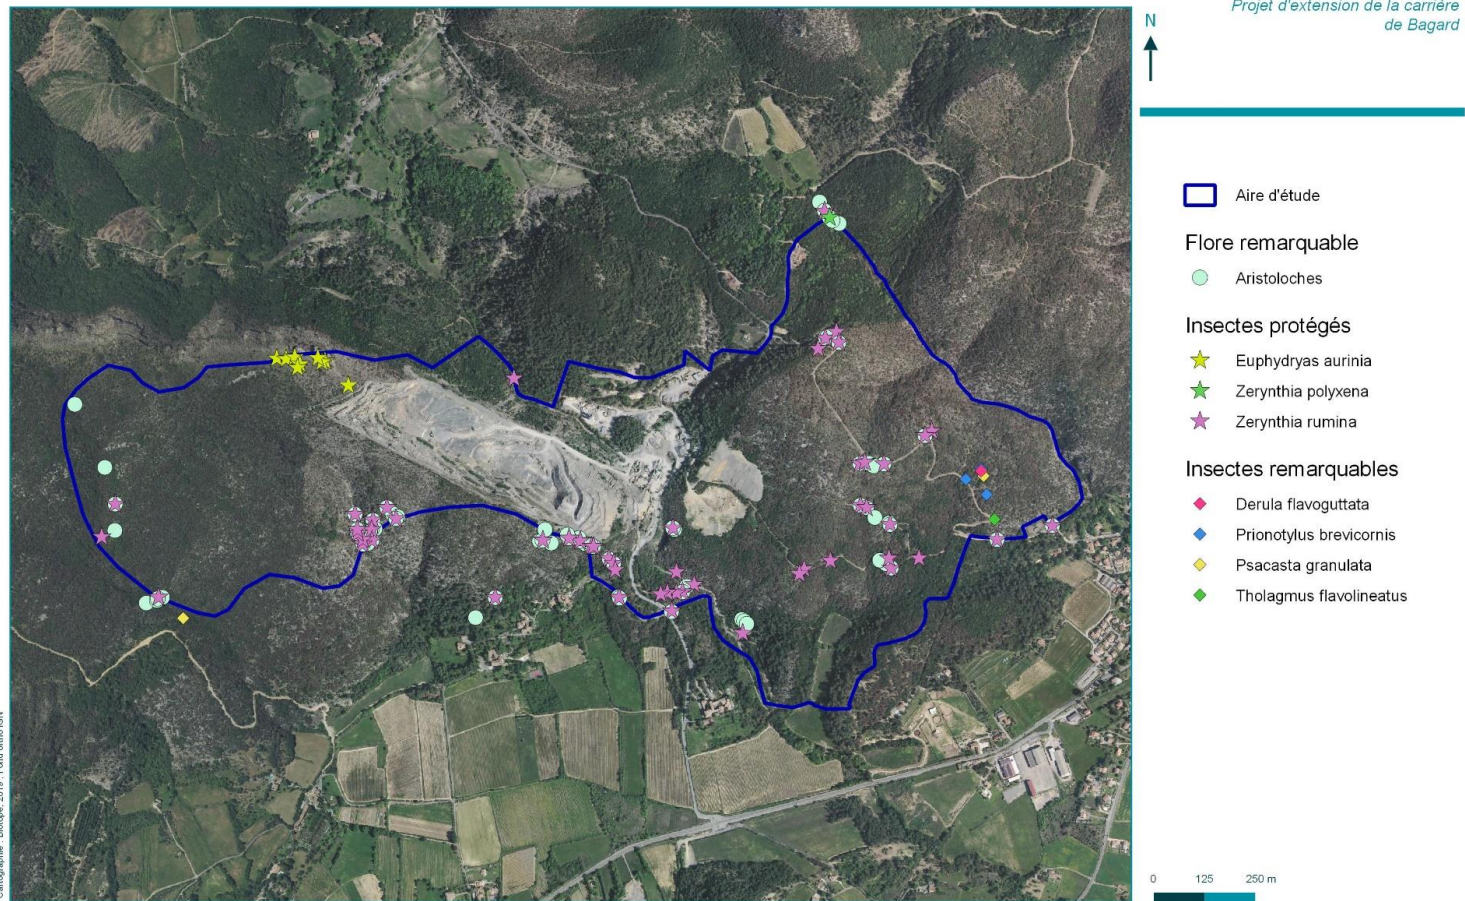 Projet d'extension de la carrière
de Bagard
N
Aire d'étude
Flore remarquable
Aristoloches
Insectes protégés
Euphydryas aurinia
Zerynthia polyxena
Zerynthia rumina
Insectes remarquables
Derula flavoguttata
Prionotylus brevicornis
Psacasta granulata
Tholagmus flavolineatus
0 125 250 m